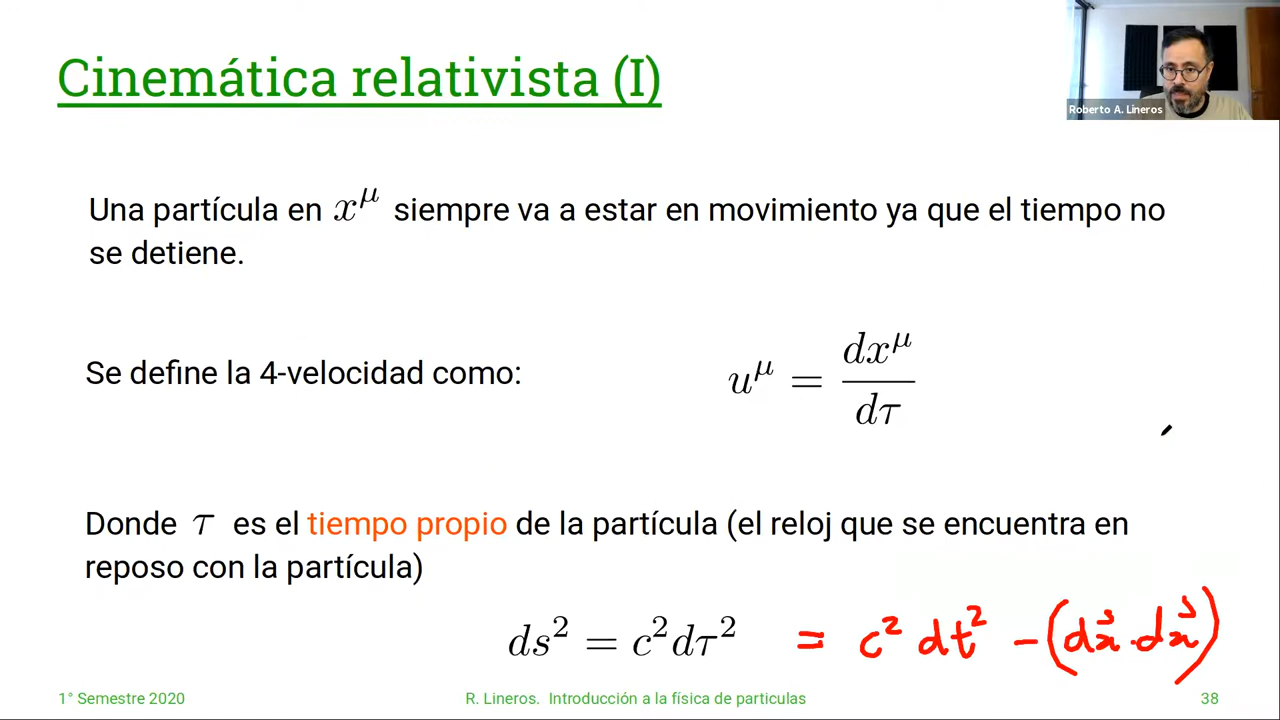 Cinemática relativista (I)
Roberto A. Lineros
Una partícula en x^μ siempre va a estar en movimiento ya que el tiempo no
se detiene.
Se define la 4-velocidad como: u^μ = dx^μ / dτ
Donde τ es el tiempo propio de la partícula (el reloj que se encuentra en
reposo con la partícula)
ds² = c²dτ² = c² dt² - (dx⃗ · dx⃗)
1° Semestre 2020 R. Lineros. Introducción a la física de particulas 38